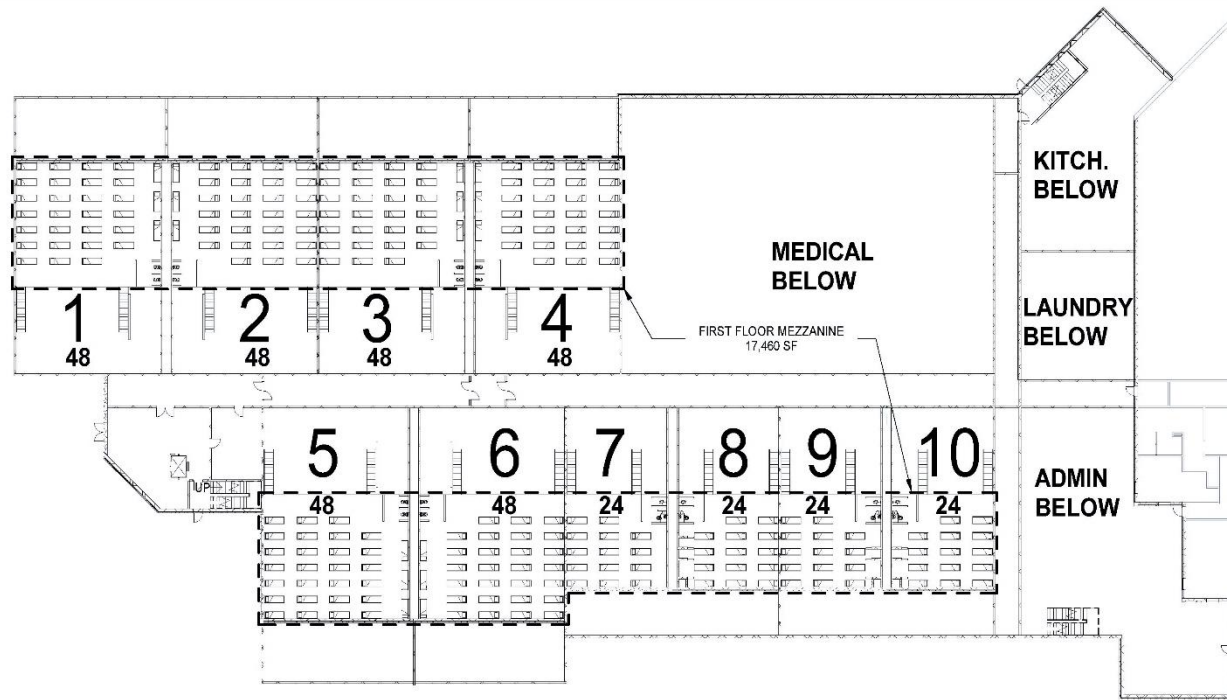 KITCH.
BELOW
MEDICAL
BELOW
LAUNDRY
BELOW
FIRST FLOOR MEZZANINE
17,460 SF
1
48
2
48
3
48
4
48
5
48
6
48
7
24
8
24
9
24
10
24
ADMIN
BELOW
UP